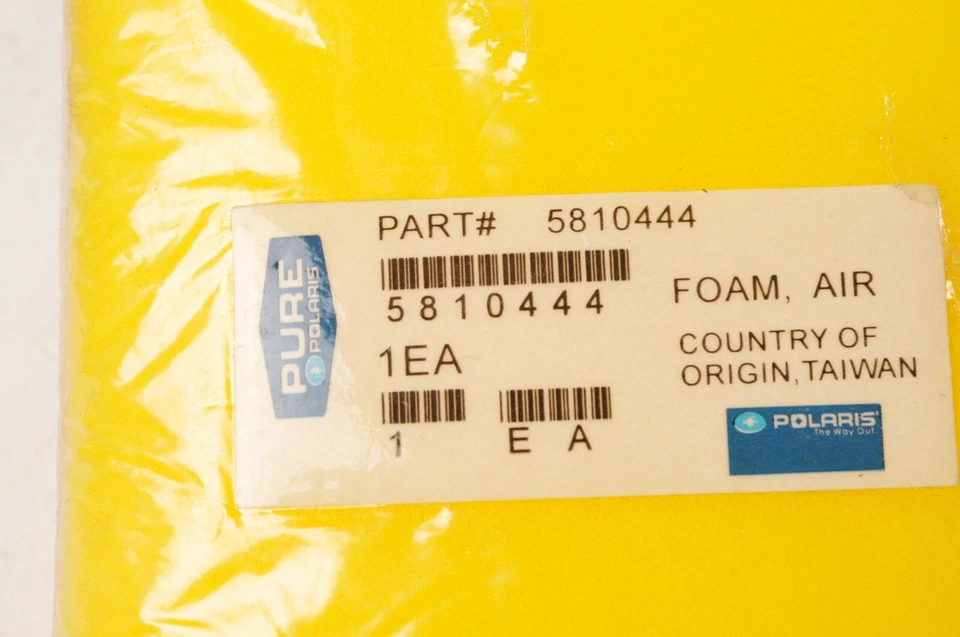 PART# 5810444
5810444
1EA
1 E A
FOAM, AIR
COUNTRY OF
ORIGIN,TAIWAN
PURE
POLARIS
POLARIS
The Way Out.